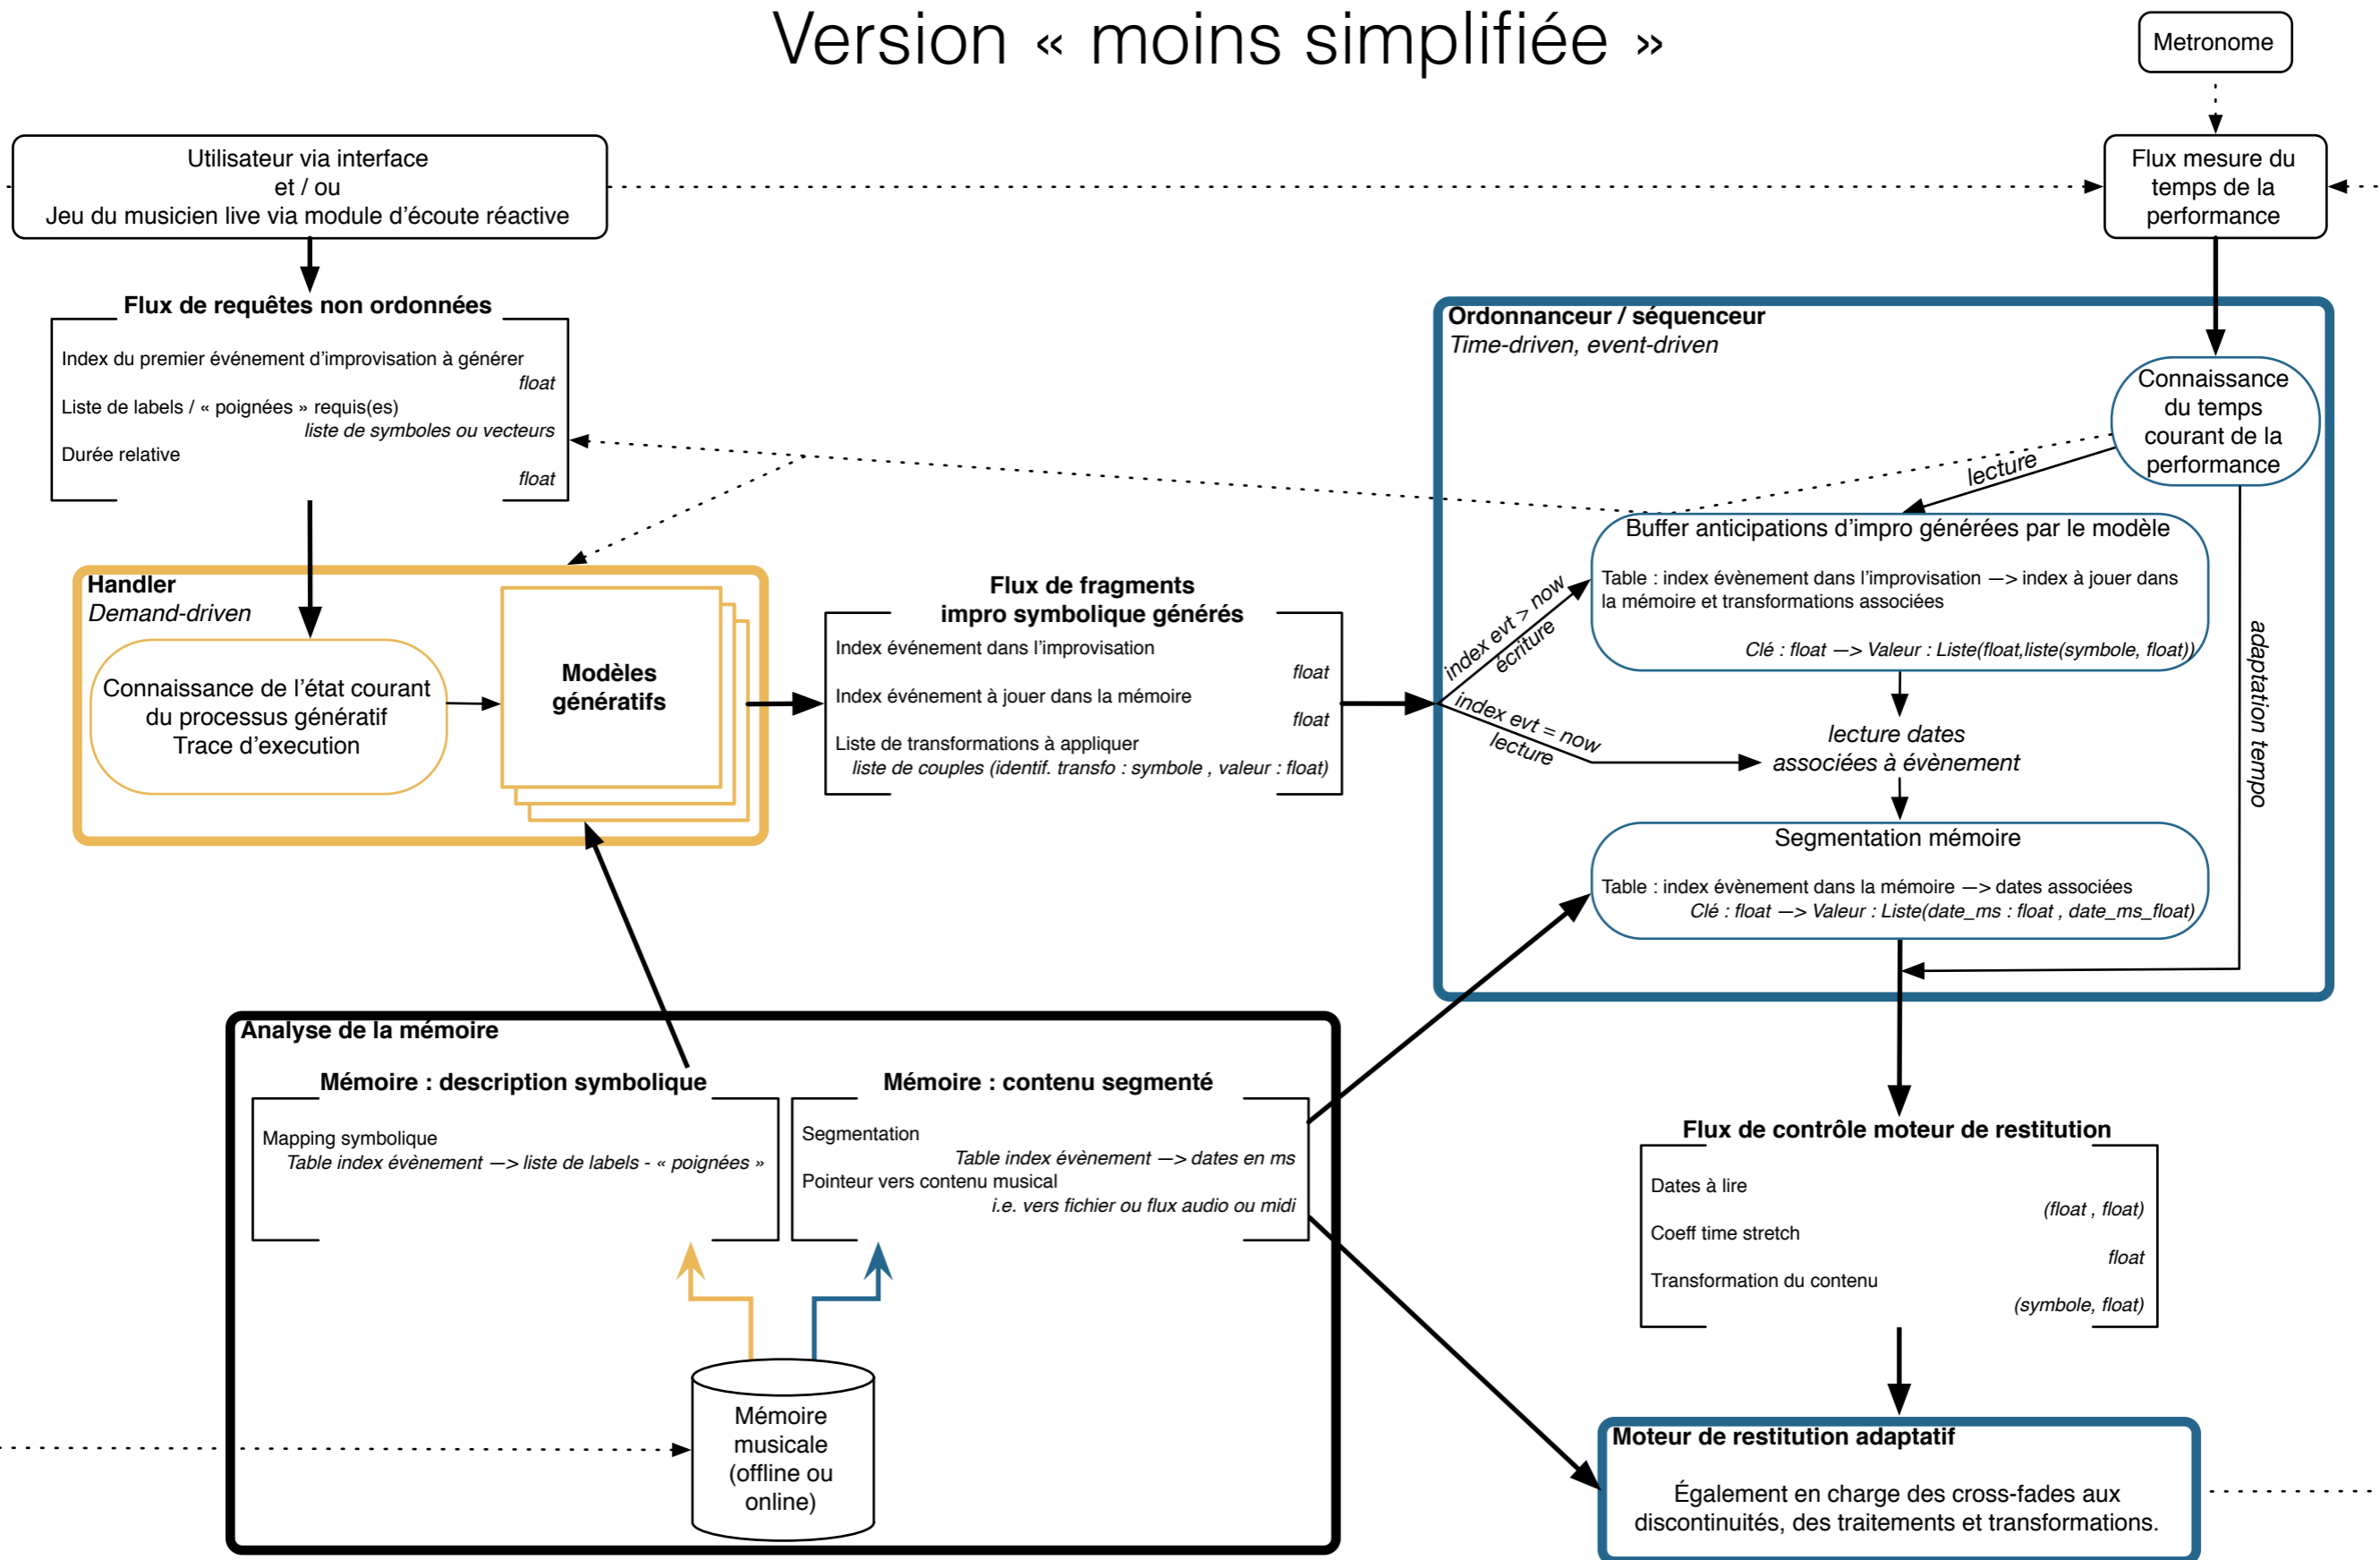 Version « moins simplifiée »
Metronome
Utilisateur via interface
et / ou
Jeu du musicien live via module d'écoute réactive
Flux mesure du
temps de la
performance
Flux de requêtes non ordonnées
Index du premier événement d'improvisation à générer
float
Liste de labels / « poignées » requis(es)
liste de symboles ou vecteurs
Durée relative
float
Ordonnanceur / séquenceur
Time-driven, event-driven
Connaissance
du temps
courant de la
performance
lecture
Buffer anticipations d'impro générées par le modèle
Table : index évènement dans l'improvisation —> index à jouer dans
la mémoire et transformations associées
Clé : float —> Valeur : Liste(float,liste(symbole, float))
adaptation tempo
Handler
Demand-driven
Connaissance de l'état courant
du processus génératif
Trace d'execution
Modèles
génératifs
Flux de fragments
impro symbolique générés
Index événement dans l'improvisation
float
Index événement à jouer dans la mémoire
float
Liste de transformations à appliquer
liste de couples (identif. transfo : symbole , valeur : float)
index evt > now
écriture
index evt = now
lecture
lecture dates
associées à évènement
Segmentation mémoire
Table : index évènement dans la mémoire —> dates associées
Clé : float —> Valeur : Liste(date_ms : float , date_ms_float)
Analyse de la mémoire
Mémoire : description symbolique
Mapping symbolique
Table index évènement —> liste de labels - « poignées »
Mémoire : contenu segmenté
Segmentation
Table index évènement —> dates en ms
Pointeur vers contenu musical
i.e. vers fichier ou flux audio ou midi
Mémoire
musicale
(offline ou
online)
Flux de contrôle moteur de restitution
Dates à lire
(float , float)
Coeff time stretch
float
Transformation du contenu
(symbole, float)
Moteur de restitution adaptatif
Également en charge des cross-fades aux
discontinuités, des traitements et transformations.